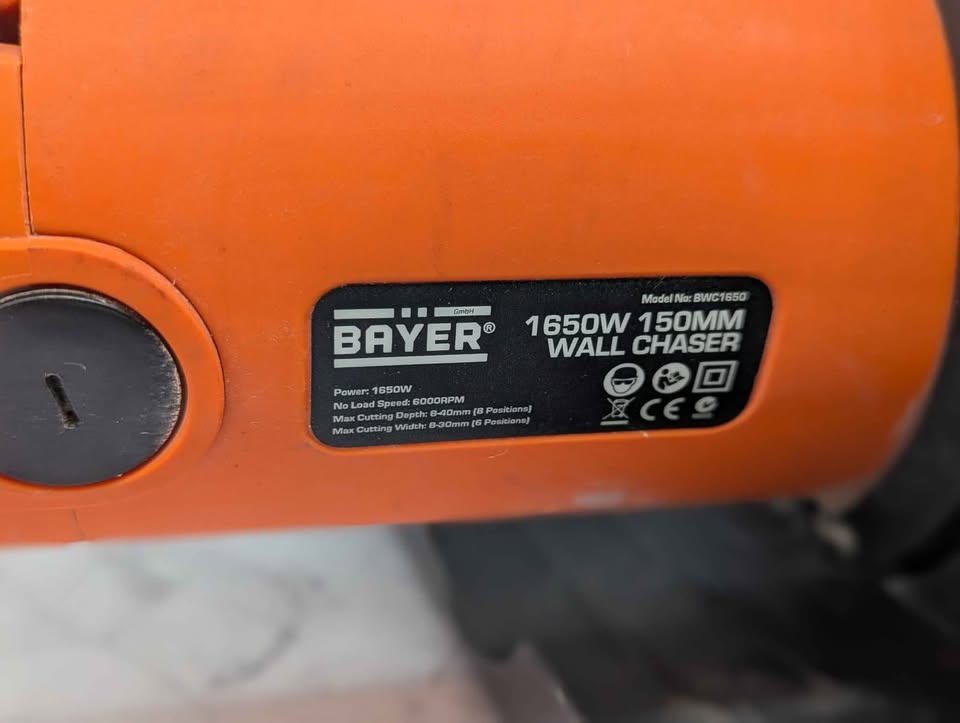 GmbH
BÄYER®
Model No: BWC1650
1650W 150MM
WALL CHASER
Power: 1650W
No Load Speed: 6000RPM
Max Cutting Depth: 8-40mm (8 Positions)
Max Cutting Width: 8-30mm (6 Positions)
CE